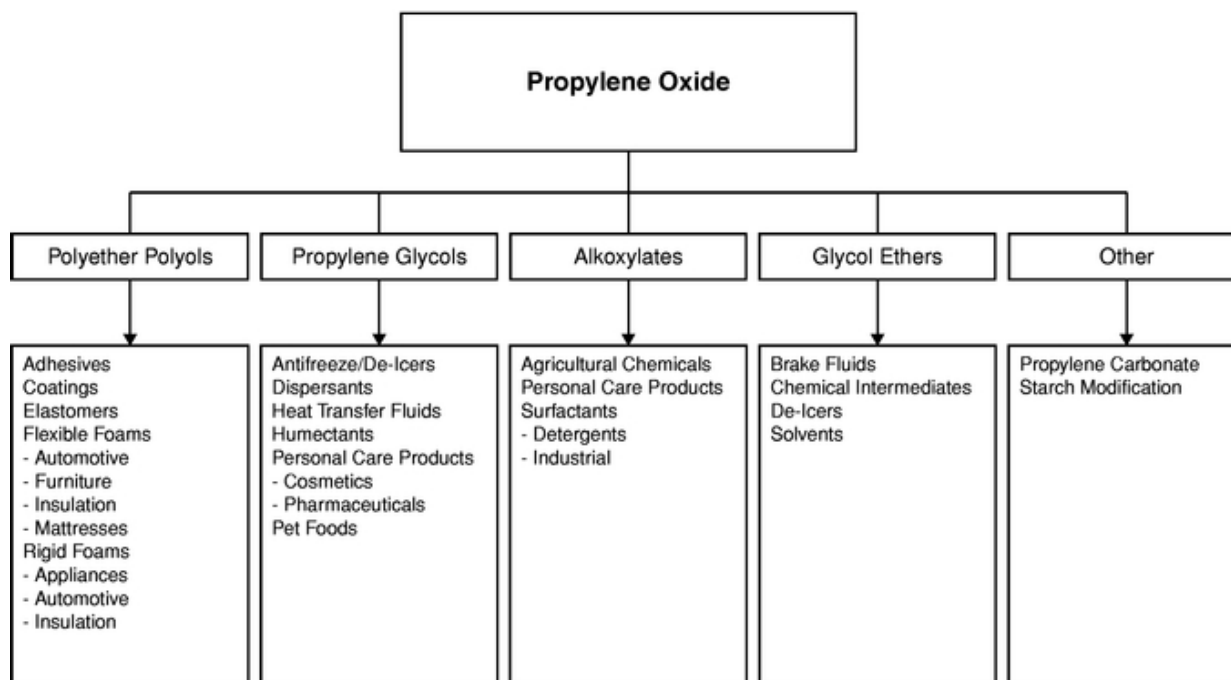 Propylene Oxide
Polyether Polyols
Propylene Glycols
Alkoxylates
Glycol Ethers
Other
Adhesives
Coatings
Elastomers
Flexible Foams
- Automotive
- Furniture
- Insulation
- Mattresses
Rigid Foams
- Appliances
- Automotive
- Insulation
Antifreeze/De-Icers
Dispersants
Heat Transfer Fluids
Humectants
Personal Care Products
- Cosmetics
- Pharmaceuticals
Pet Foods
Agricultural Chemicals
Personal Care Products
Surfactants
- Detergents
- Industrial
Brake Fluids
Chemical Intermediates
De-Icers
Solvents
Propylene Carbonate
Starch Modification